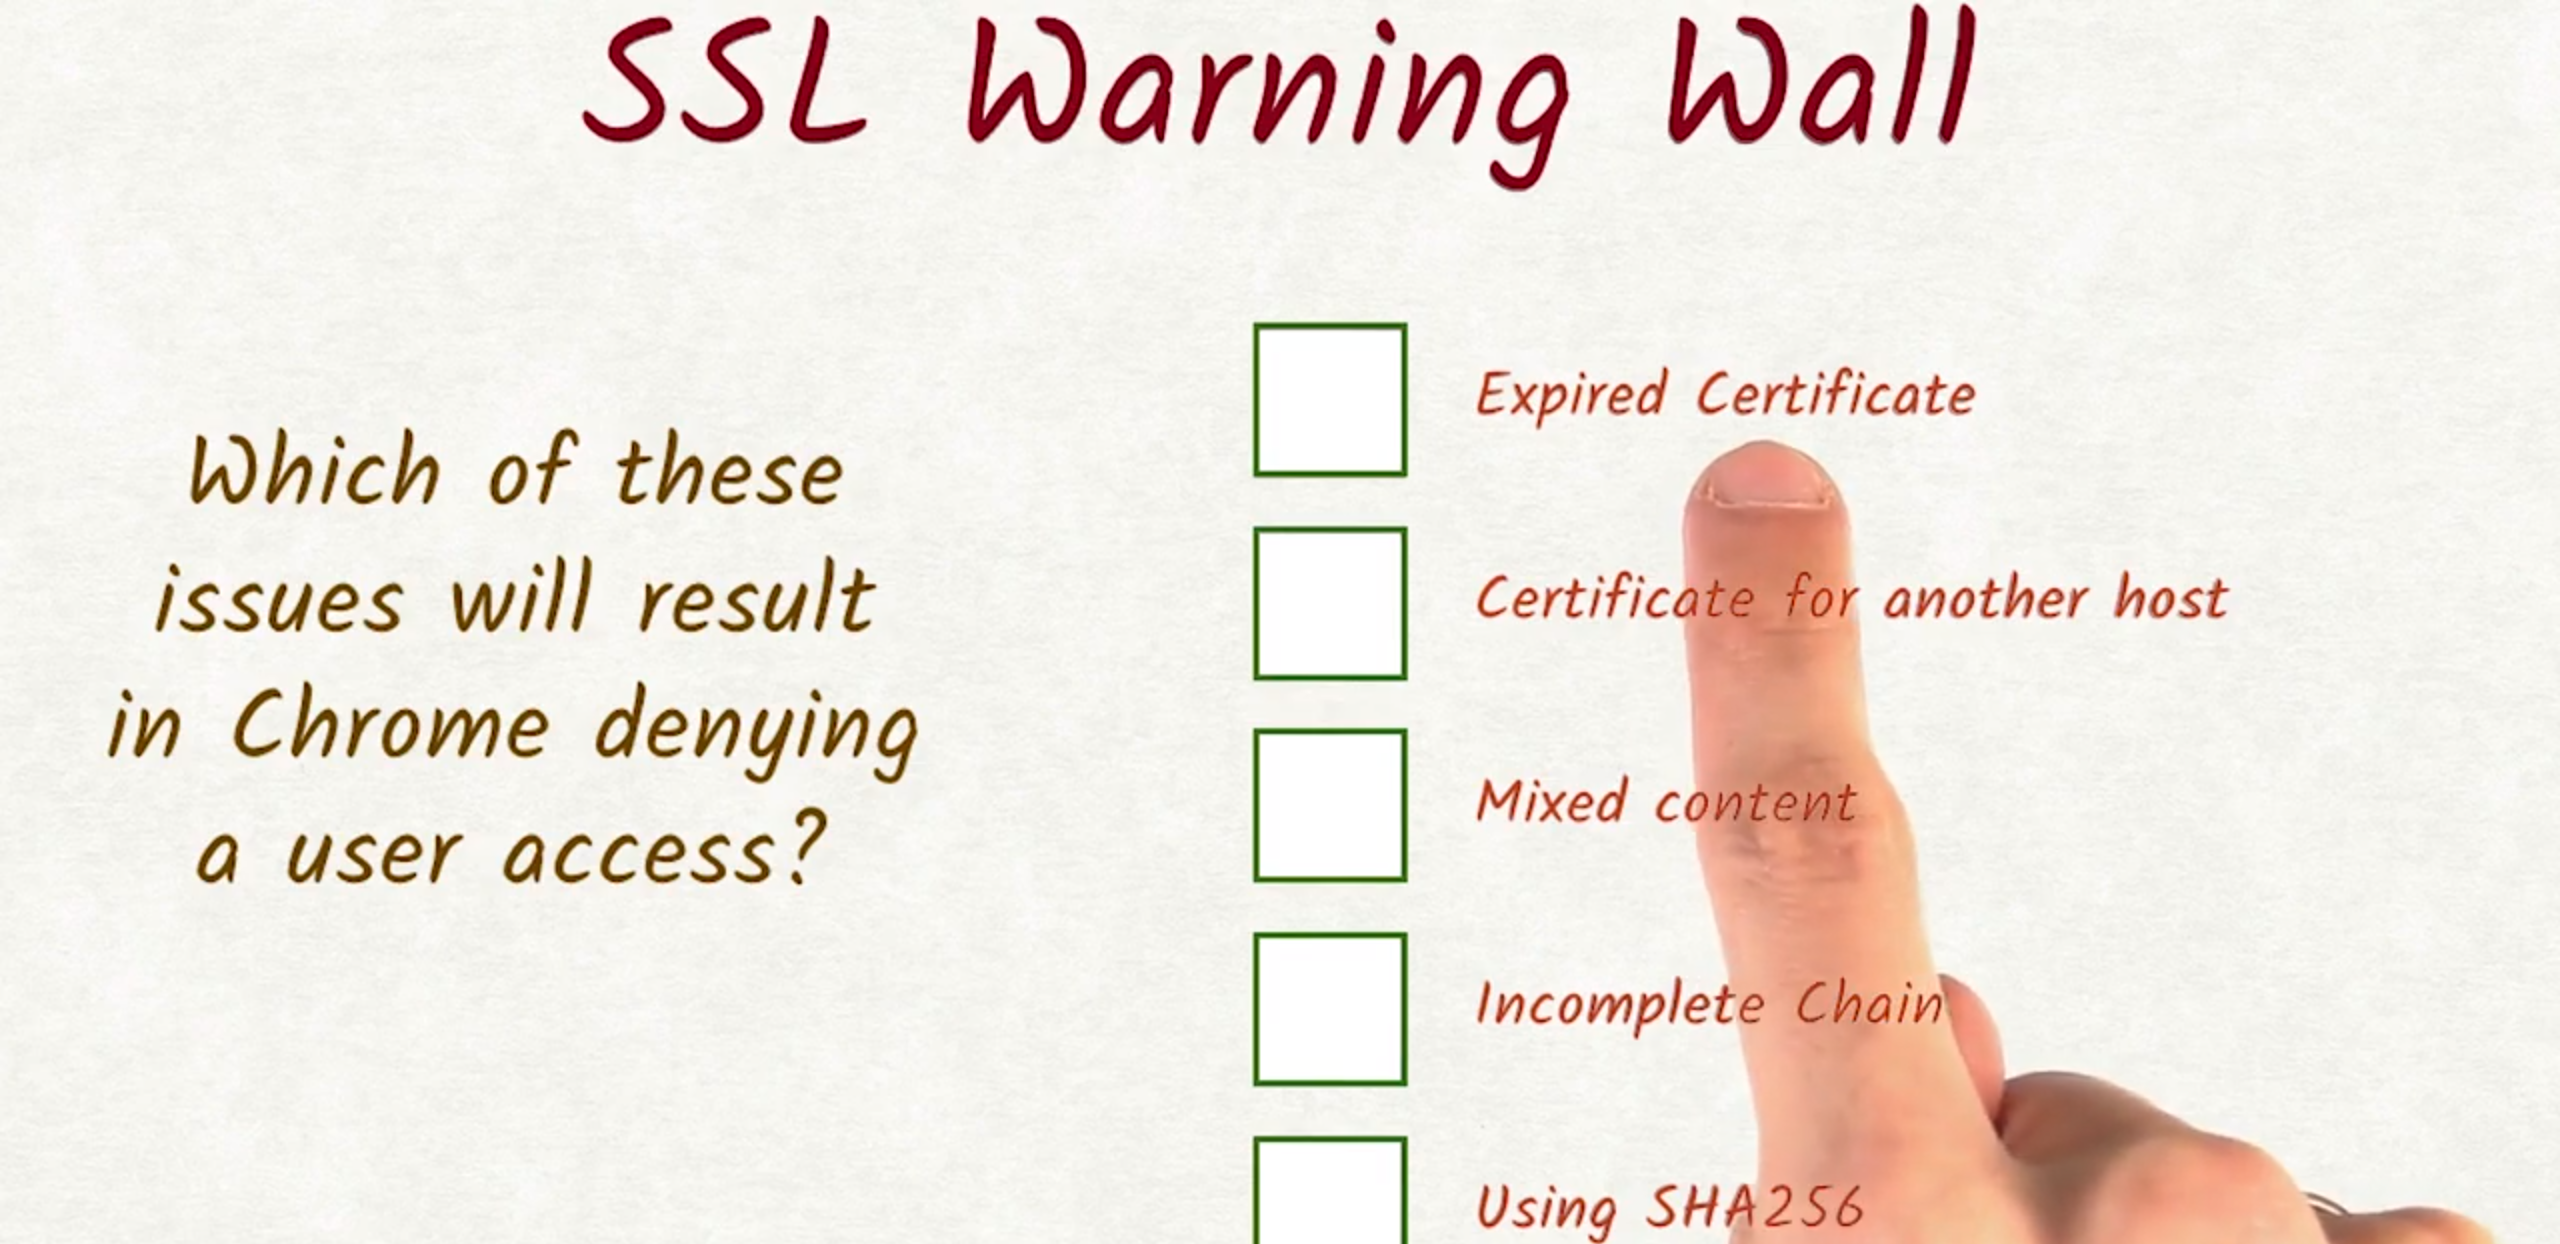 SSL Warning Wall
Which of these
issues will result
in Chrome denying
a user access?
Expired Certificate
Certificate for another host
Mixed content
Incomplete Chain
Using SHA256